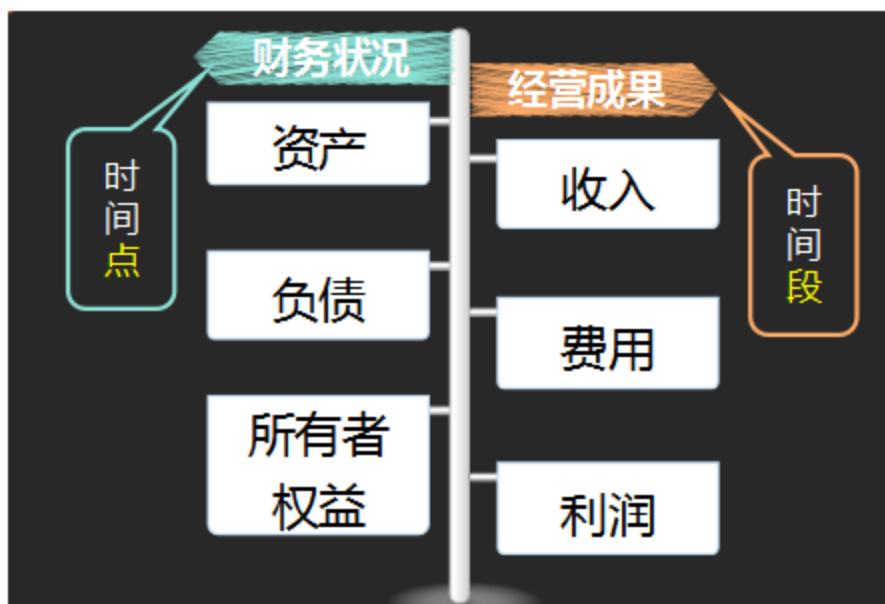 财务状况
经营成果
时
间
点
资产
负债
所有者
权益
收入
费用
利润
时
间
段